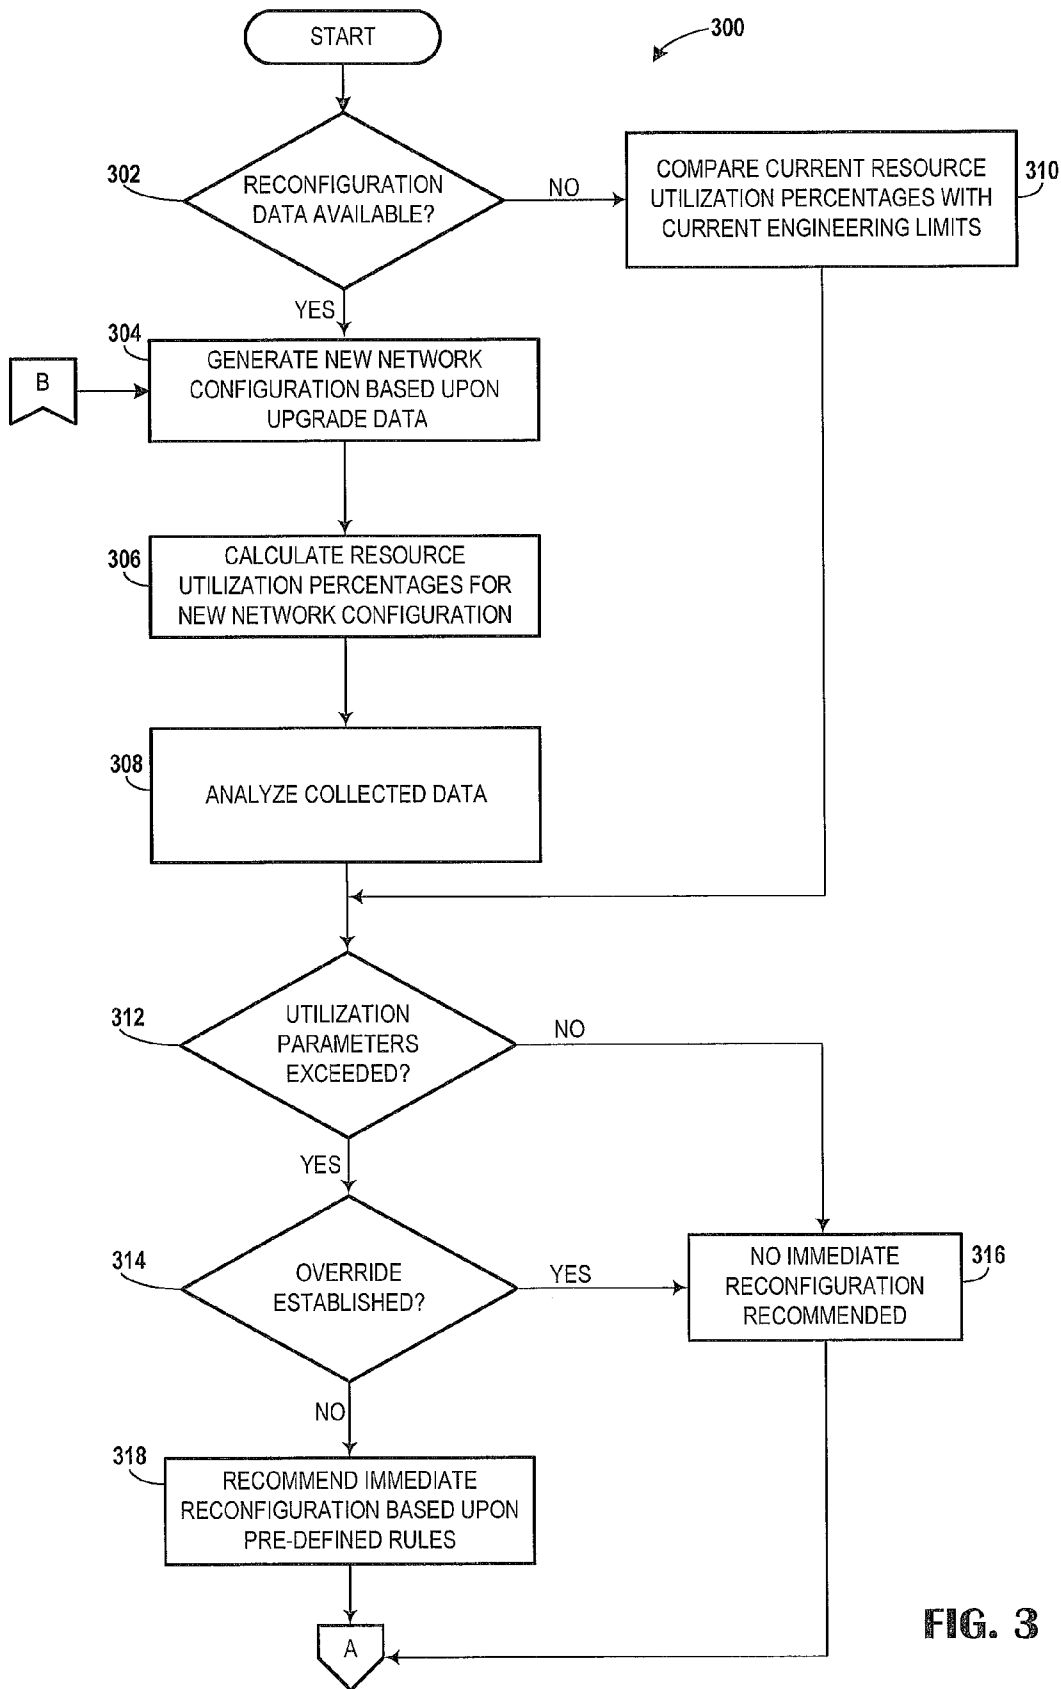 START
300
302
RECONFIGURATION
DATA AVAILABLE?
NO
COMPARE CURRENT RESOURCE
UTILIZATION PERCENTAGES WITH
CURRENT ENGINEERING LIMITS
310
YES
304
B
GENERATE NEW NETWORK
CONFIGURATION BASED UPON
UPGRADE DATA
306
CALCULATE RESOURCE
UTILIZATION PERCENTAGES FOR
NEW NETWORK CONFIGURATION
308
ANALYZE COLLECTED DATA
312
UTILIZATION
PARAMETERS
EXCEEDED?
NO
YES
314
OVERRIDE
ESTABLISHED?
YES
NO IMMEDIATE
RECONFIGURATION
RECOMMENDED
316
NO
318
RECOMMEND IMMEDIATE
RECONFIGURATION BASED UPON
PRE-DEFINED RULES
A
FIG. 3